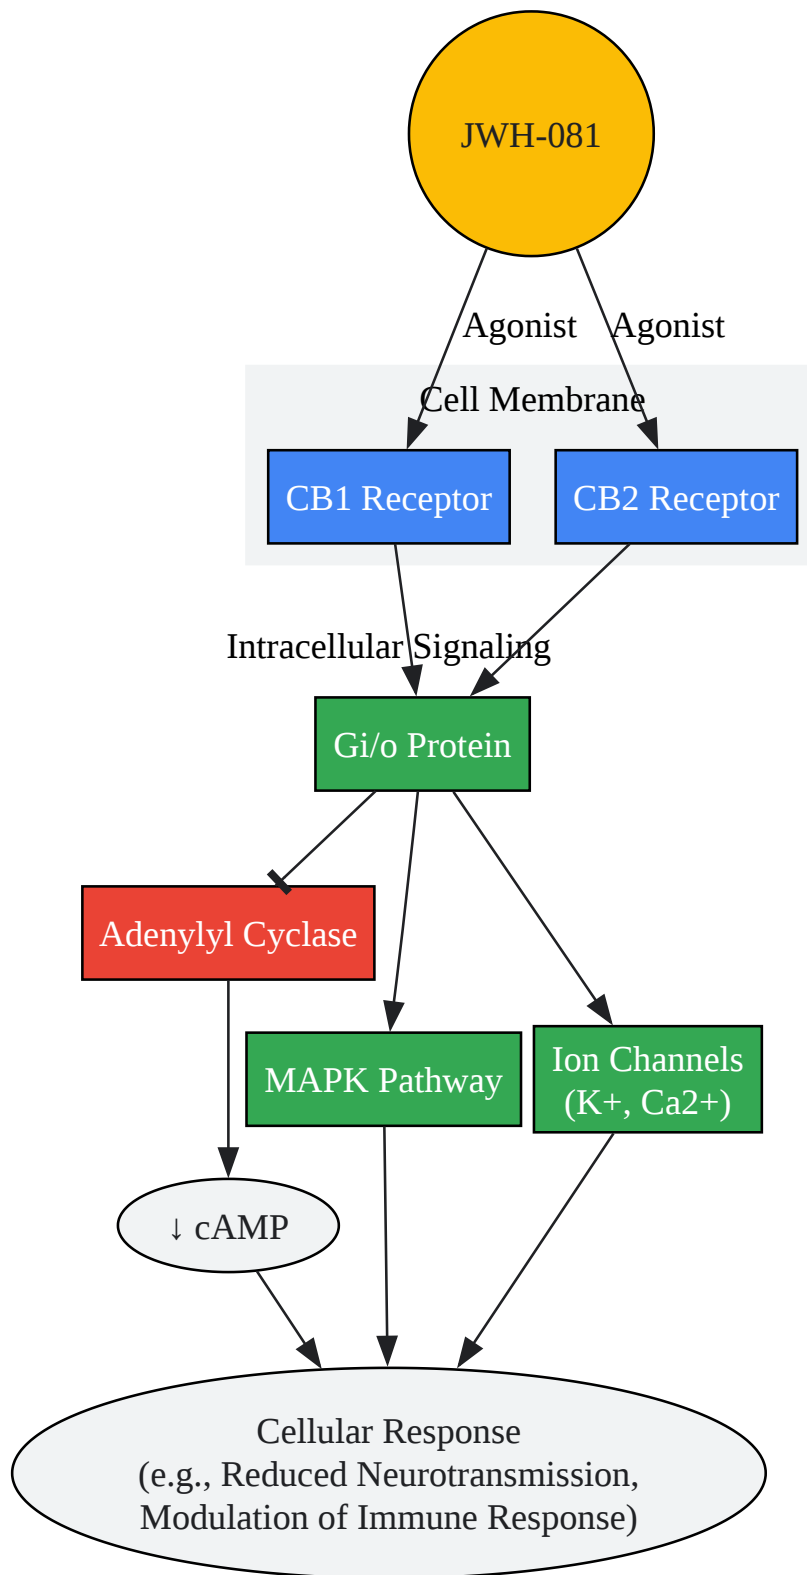 JWH-081
Agonist
Agonist
Cell Membrane
CB1 Receptor
CB2 Receptor
Intracellular Signaling
Gi/o Protein
Adenylyl Cyclase
MAPK Pathway
Ion Channels
(K+, Ca2+)
↓ cAMP
Cellular Response
(e.g., Reduced Neurotransmission,
Modulation of Immune Response)